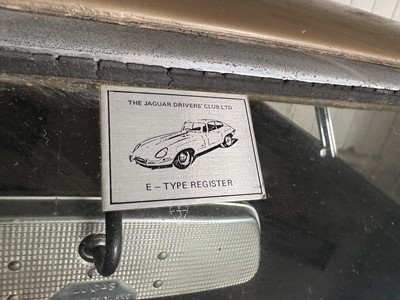 THE JAGUAR DRIVERS' CLUB LTD
E – TYPE REGISTER